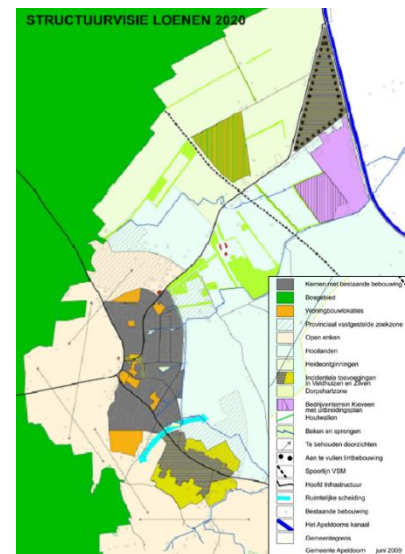 STRUCTUURVISIE LOENEN 2020
Kernen met bestaande bebouwing
Bosgebied
Woningbouwlokaties
Provinciaal vastgestelde zoekzone
Open enken
Hooilanden
Heideontginningen
Incidentele toevoegingen
in Veldhuizen en Zilven
Dorpshartzone
Bedrijventerrein Kieveen
met uitbreidingsplan
Houtwallen
Beken en sprengen
Te behouden doorzichten
Aan te vullen lintbebouwing
Spoorlijn VSM
Hoofd Infrastructuur
Ruimtelijke scheiding
Bestaande bebouwing
Het Apeldoorns kanaal
Gemeentegrens
Gemeente Apeldoorn juni 2009